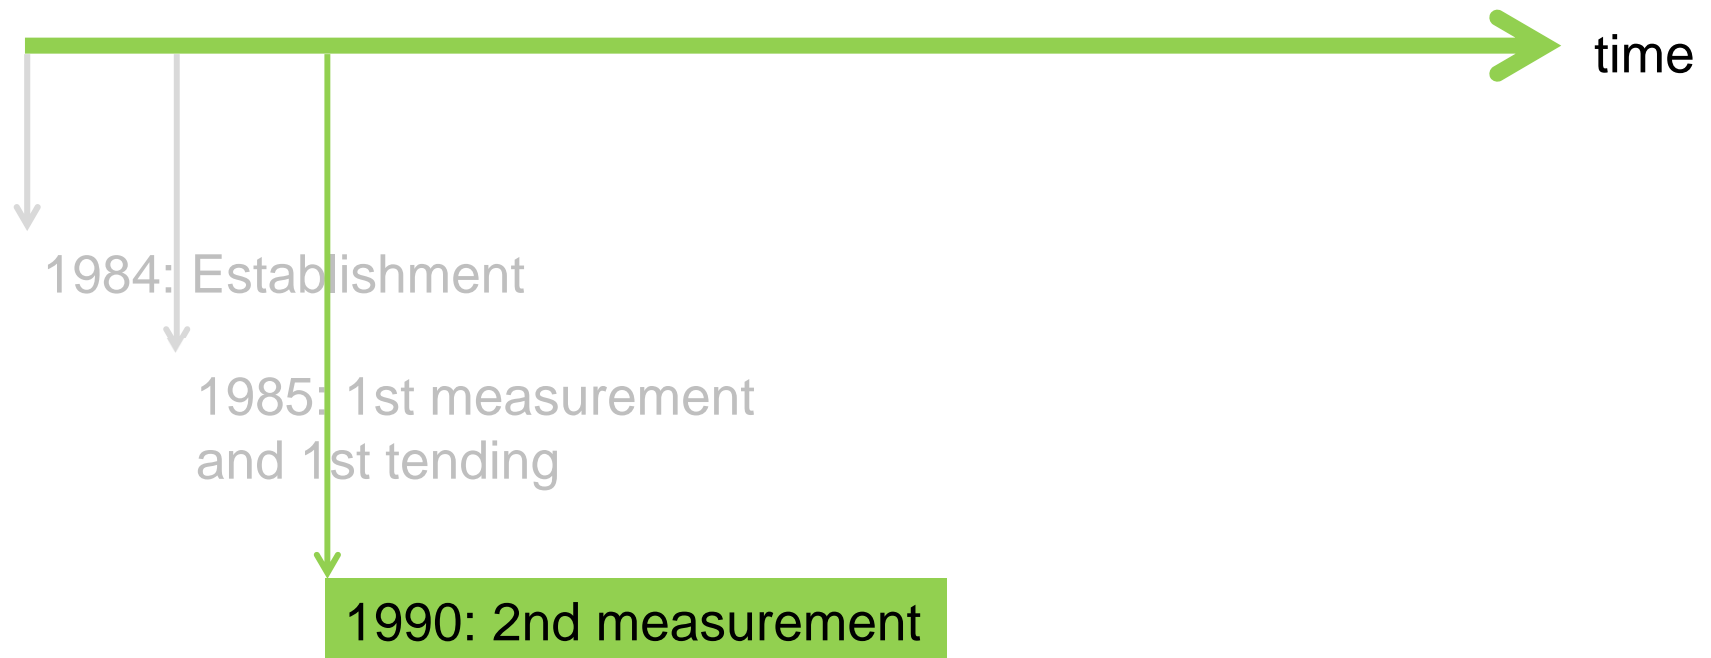 time
1984: Establishment
1985: 1st measurement
and 1st tending
1990: 2nd measurement